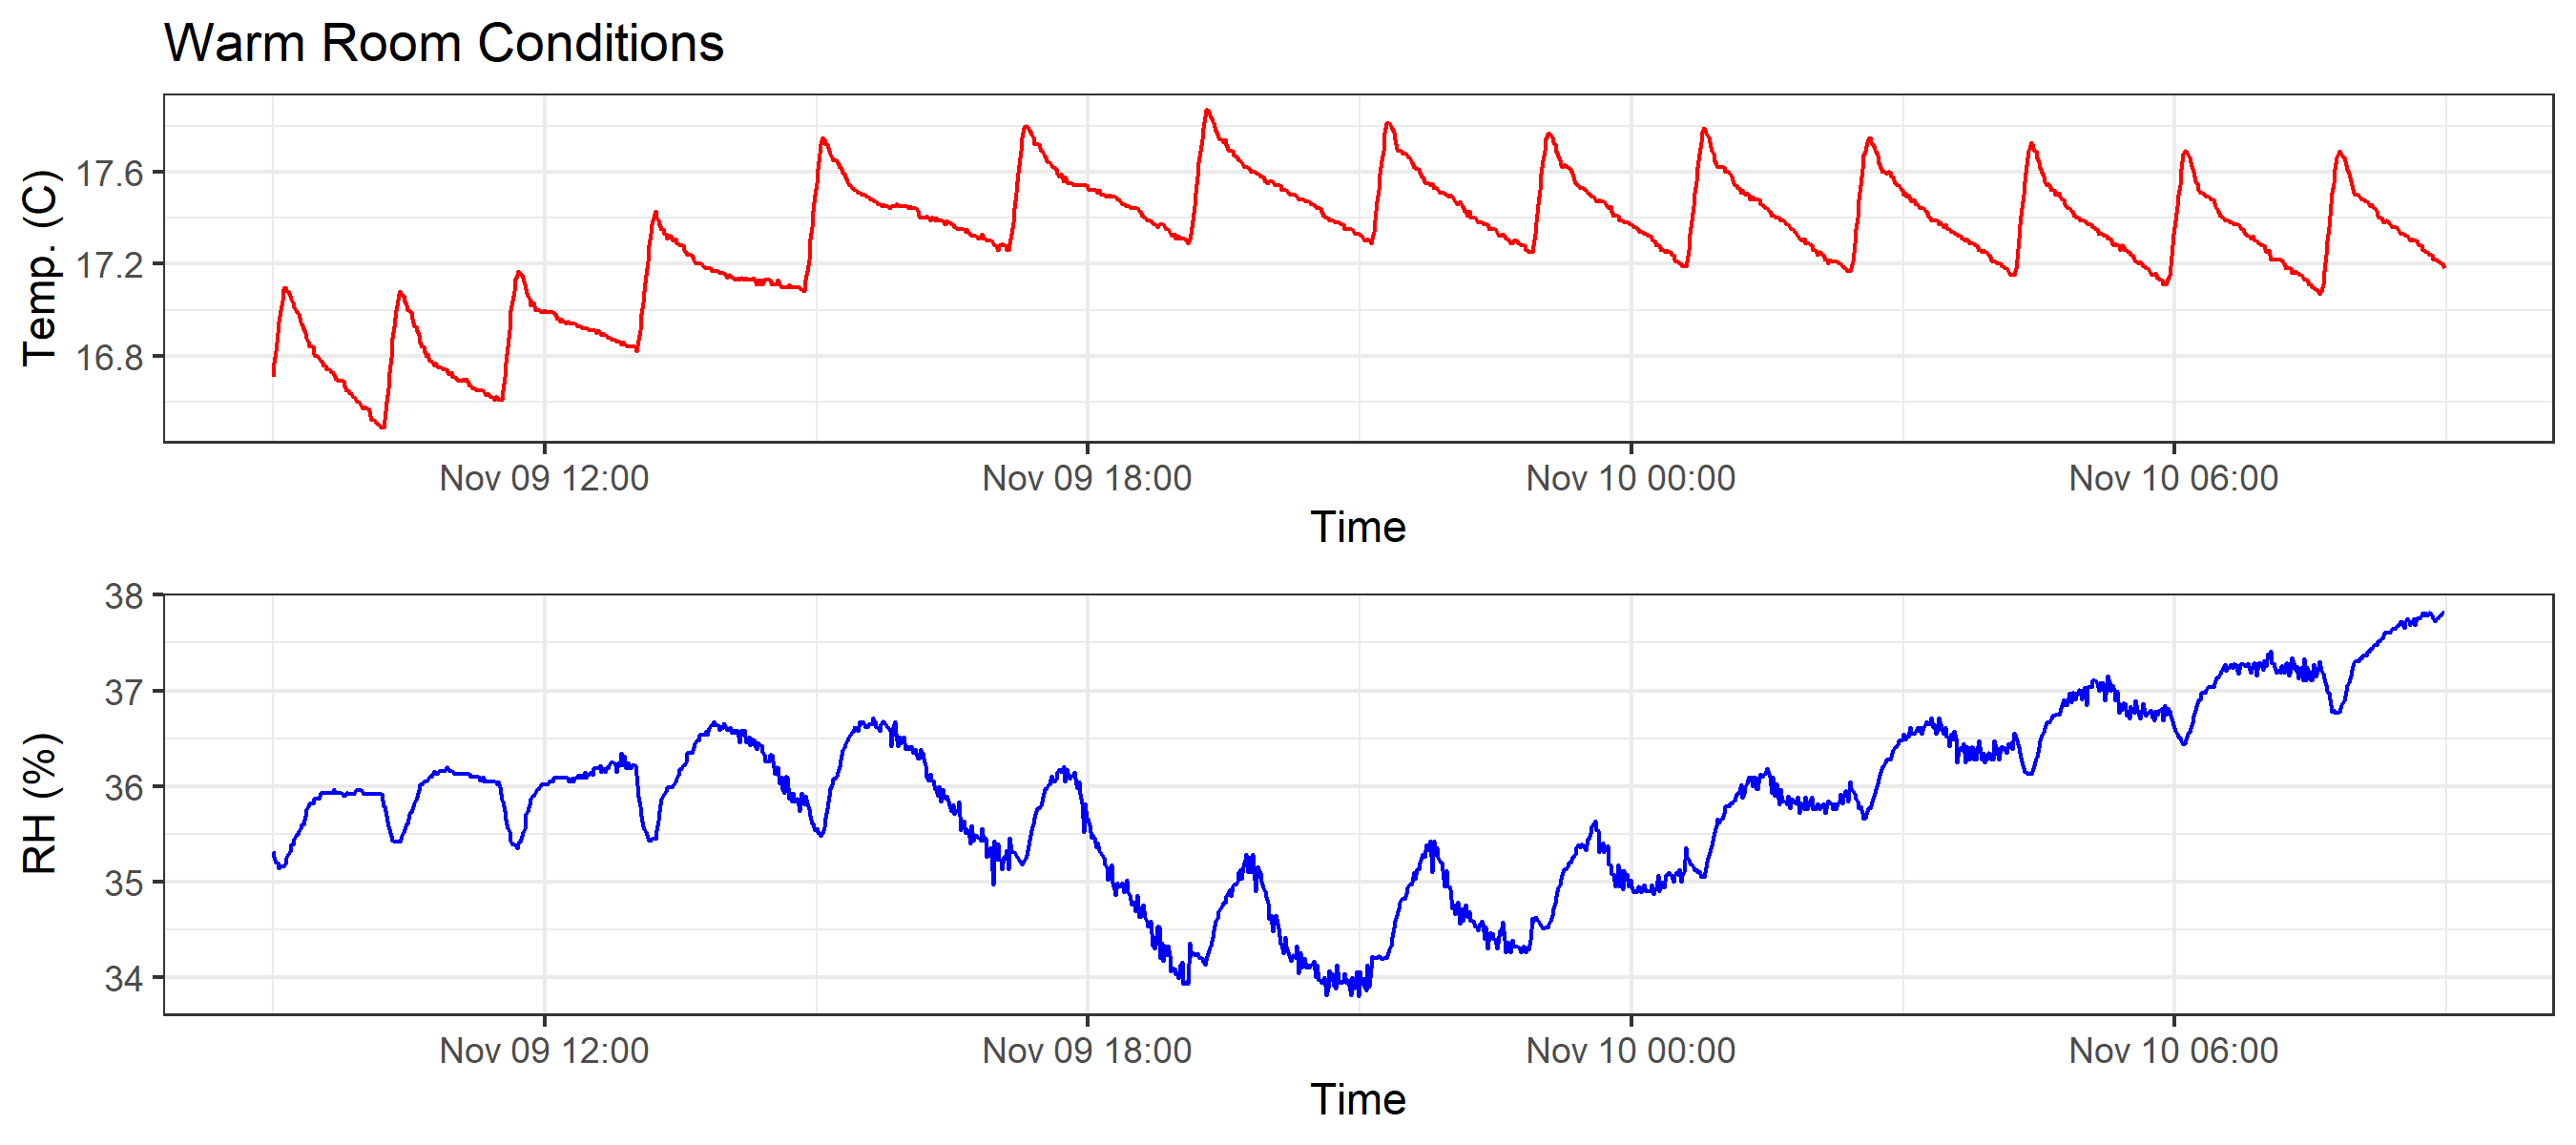 Warm Room Conditions
Temp. (C)
17.6
17.2
16.8
Nov 09 12:00 Nov 09 18:00 Nov 10 00:00 Nov 10 06:00
Time
RH (%)
38
37
36
35
34
Nov 09 12:00 Nov 09 18:00 Nov 10 00:00 Nov 10 06:00
Time